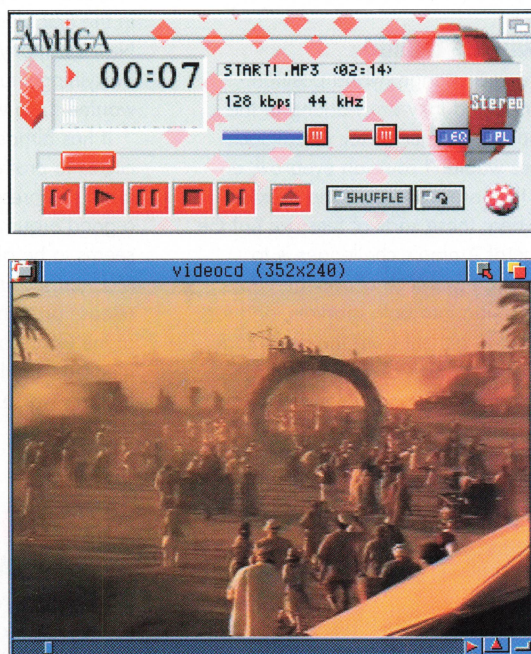 AMIGA
00:07
START!.MP3 <02:14>
128 kbps 44 kHz
Stereo
EQ PL
SHUFFLE
videocd (352x240)